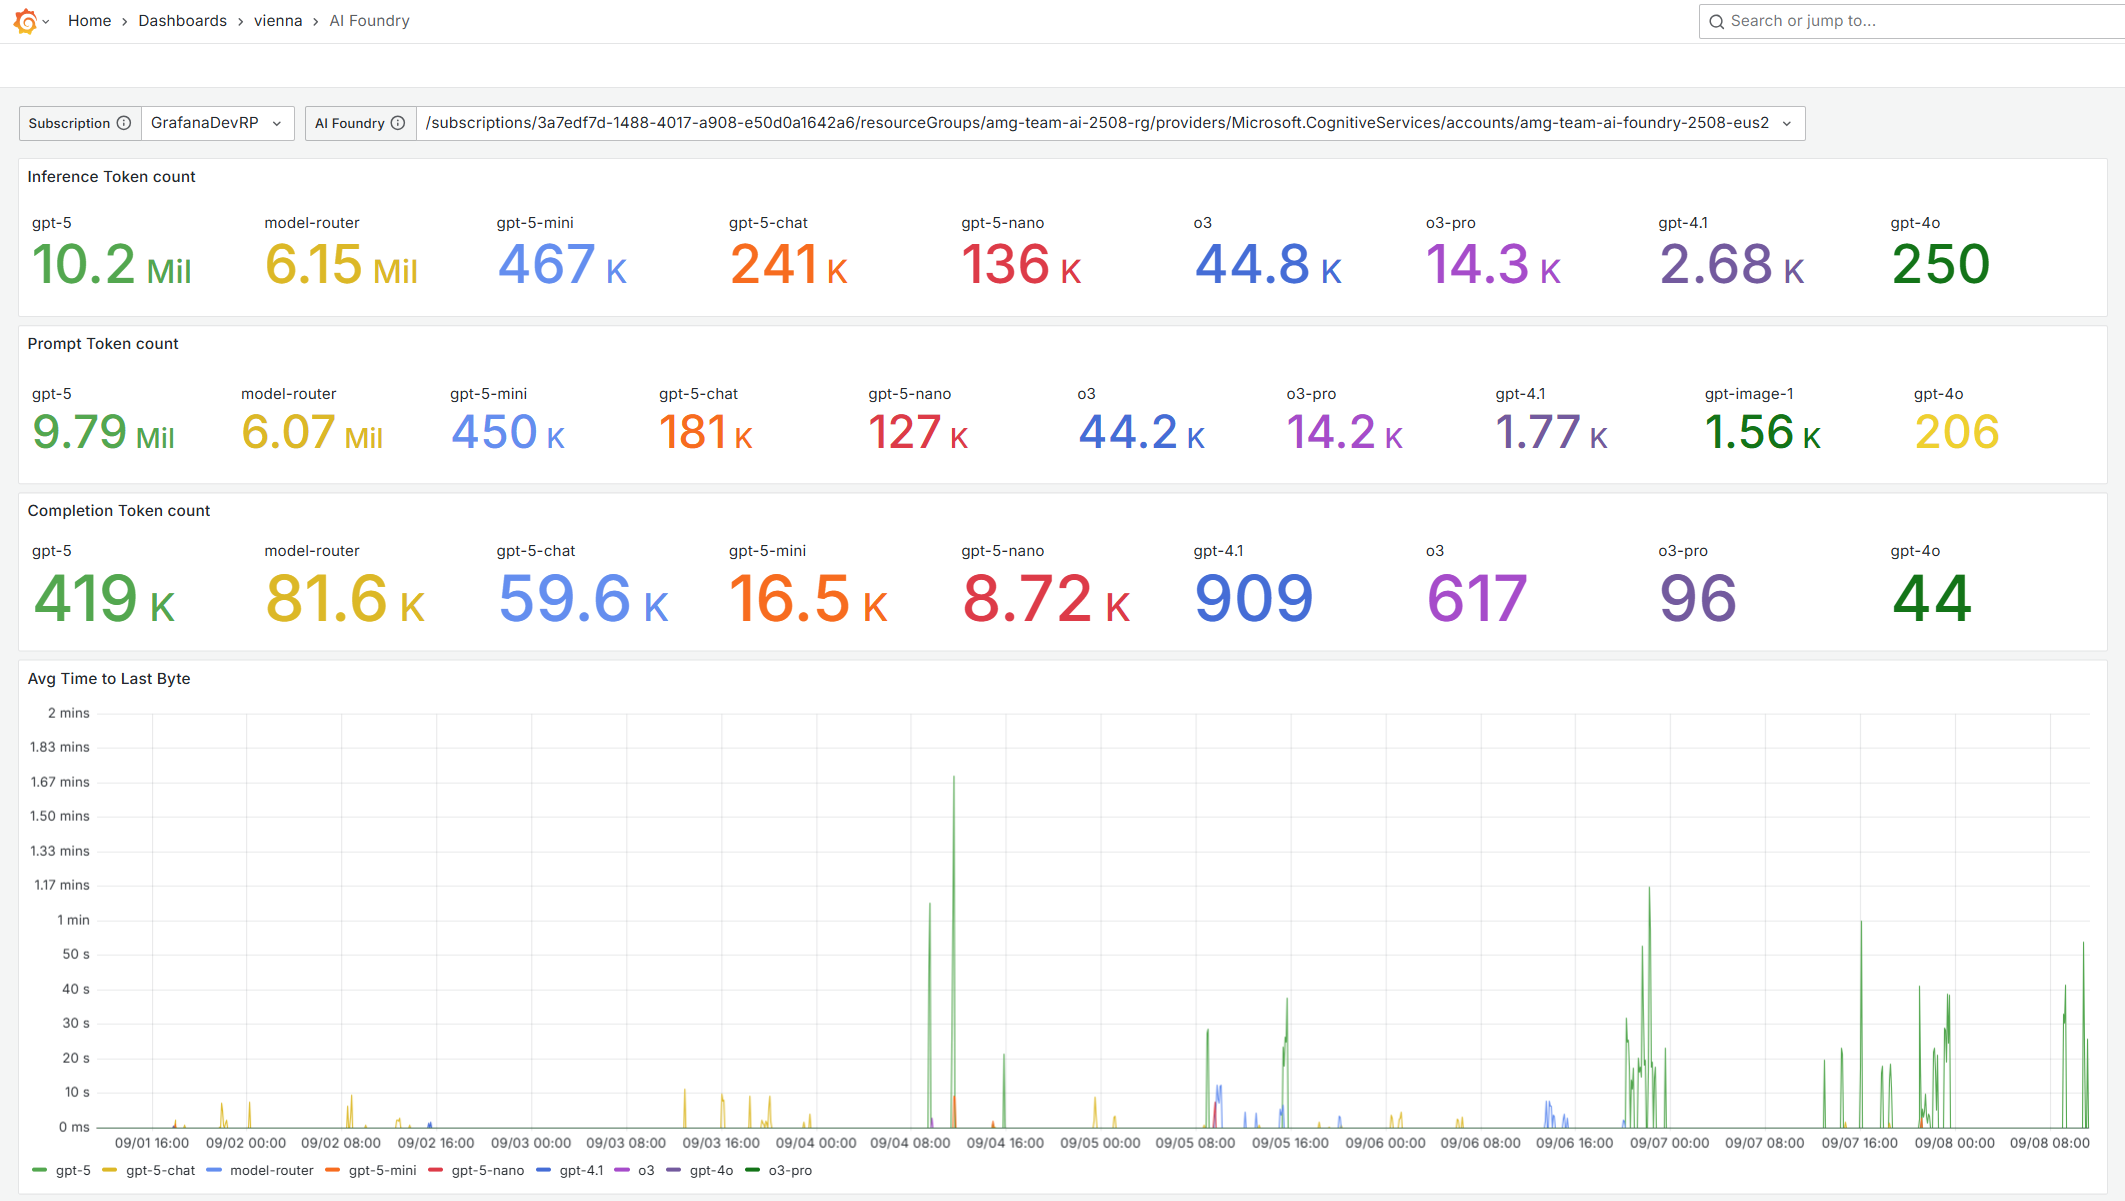 Home › Dashboards › vienna › AI Foundry
Search or jump to...
Subscription GrafanaDevRP AI Foundry /subscriptions/3a7edf7d-1488-4017-a908-e50d0a1642a6/resourceGroups/amg-team-ai-2508-rg/providers/Microsoft.CognitiveServices/accounts/amg-team-ai-foundry-2508-eus2
Inference Token count
gpt-5 model-router gpt-5-mini gpt-5-chat gpt-5-nano o3 o3-pro gpt-4.1 gpt-4o
10.2 Mil 6.15 Mil 467 K 241 K 136 K 44.8 K 14.3 K 2.68 K 250
Prompt Token count
gpt-5 model-router gpt-5-mini gpt-5-chat gpt-5-nano o3 o3-pro gpt-4.1 gpt-image-1 gpt-4o
9.79 Mil 6.07 Mil 450 K 181 K 127 K 44.2 K 14.2 K 1.77 K 1.56 K 206
Completion Token count
gpt-5 model-router gpt-5-chat gpt-5-mini gpt-5-nano gpt-4.1 o3 o3-pro gpt-4o
419 K 81.6 K 59.6 K 16.5 K 8.72 K 909 617 96 44
Avg Time to Last Byte
2 mins
1.83 mins
1.67 mins
1.50 mins
1.33 mins
1.17 mins
1 min
50 s
40 s
30 s
20 s
10 s
0 ms
09/01 16:00 09/02 00:00 09/02 08:00 09/02 16:00 09/03 00:00 09/03 08:00 09/03 16:00 09/04 00:00 09/04 08:00 09/04 16:00 09/05 00:00 09/05 08:00 09/05 16:00 09/06 00:00 09/06 08:00 09/06 16:00 09/07 00:00 09/07 08:00 09/07 16:00 09/08 00:00 09/08 08:00
gpt-5 gpt-5-chat model-router gpt-5-mini gpt-5-nano gpt-4.1 o3 gpt-4o o3-pro